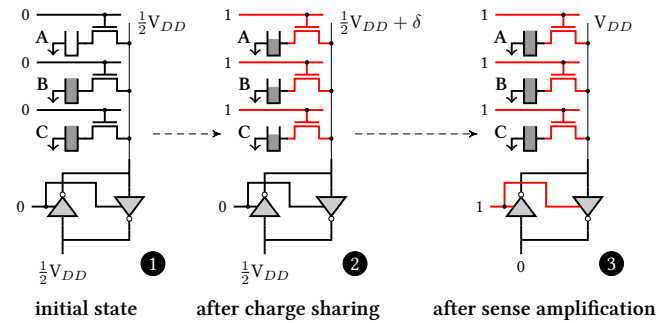 0 ½V_DD 1 ½V_DD + δ 1 V_DD
A A A
0 1 1
B B B
0 1 1
C C C
0 0 1
½V_DD 1 ½V_DD 2 0 3
initial state after charge sharing after sense amplification